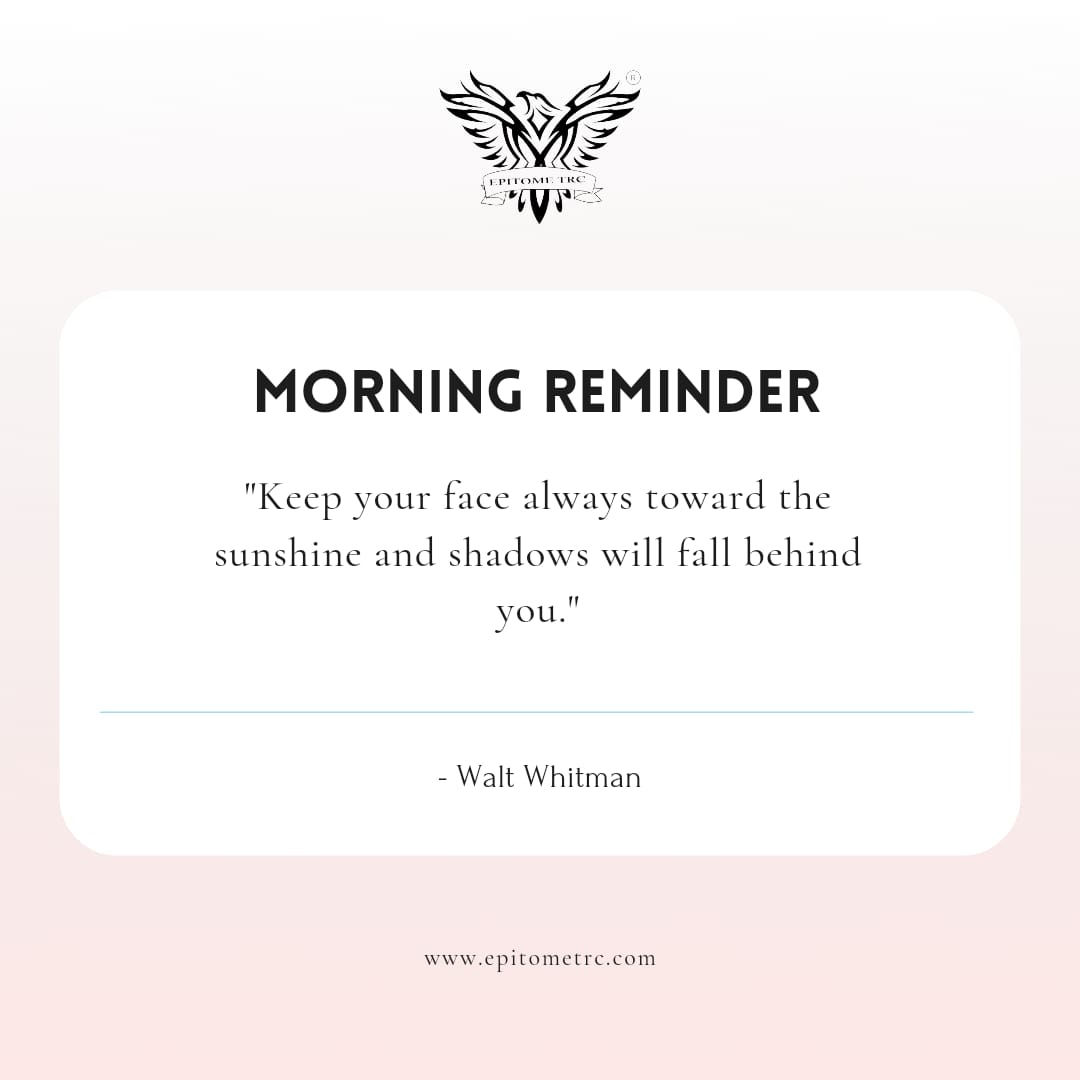 ®
EPITOME TRC
MORNING REMINDER
"Keep your face always toward the
sunshine and shadows will fall behind
you."
- Walt Whitman
www.epitometrc.com